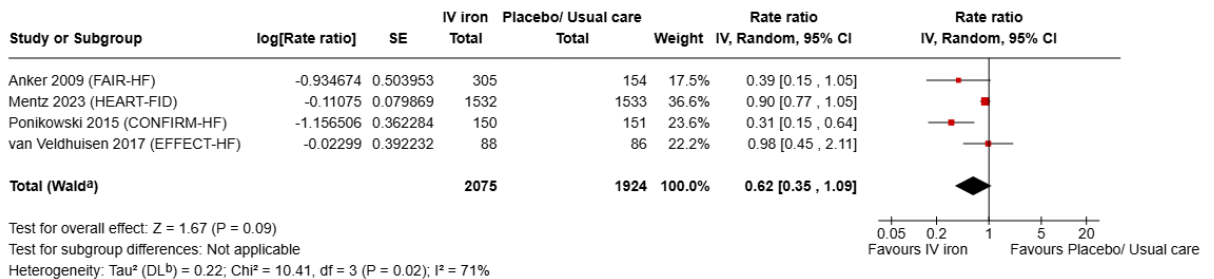 IV iron Placebo/ Usual care Rate ratio Rate ratio
Study or Subgroup log[Rate ratio] SE Total Total Weight IV, Random, 95% CI IV, Random, 95% CI
Anker 2009 (FAIR-HF) -0.934674 0.503953 305 154 17.5% 0.39 [0.15 , 1.05]
Mentz 2023 (HEART-FID) -0.11075 0.079869 1532 1533 36.6% 0.90 [0.77 , 1.05]
Ponikowski 2015 (CONFIRM-HF) -1.156506 0.362284 150 151 23.6% 0.31 [0.15 , 0.64]
van Veldhuisen 2017 (EFFECT-HF) -0.02299 0.392232 88 86 22.2% 0.98 [0.45 , 2.11]
Total (Waldᵃ) 2075 1924 100.0% 0.62 [0.35 , 1.09]
Test for overall effect: Z = 1.67 (P = 0.09)
0.05 0.2 1 5 20
Test for subgroup differences: Not applicable
Favours IV iron Favours Placebo/ Usual care
Heterogeneity: Tau² (DLᵇ) = 0.22; Chi² = 10.41, df = 3 (P = 0.02); I² = 71%